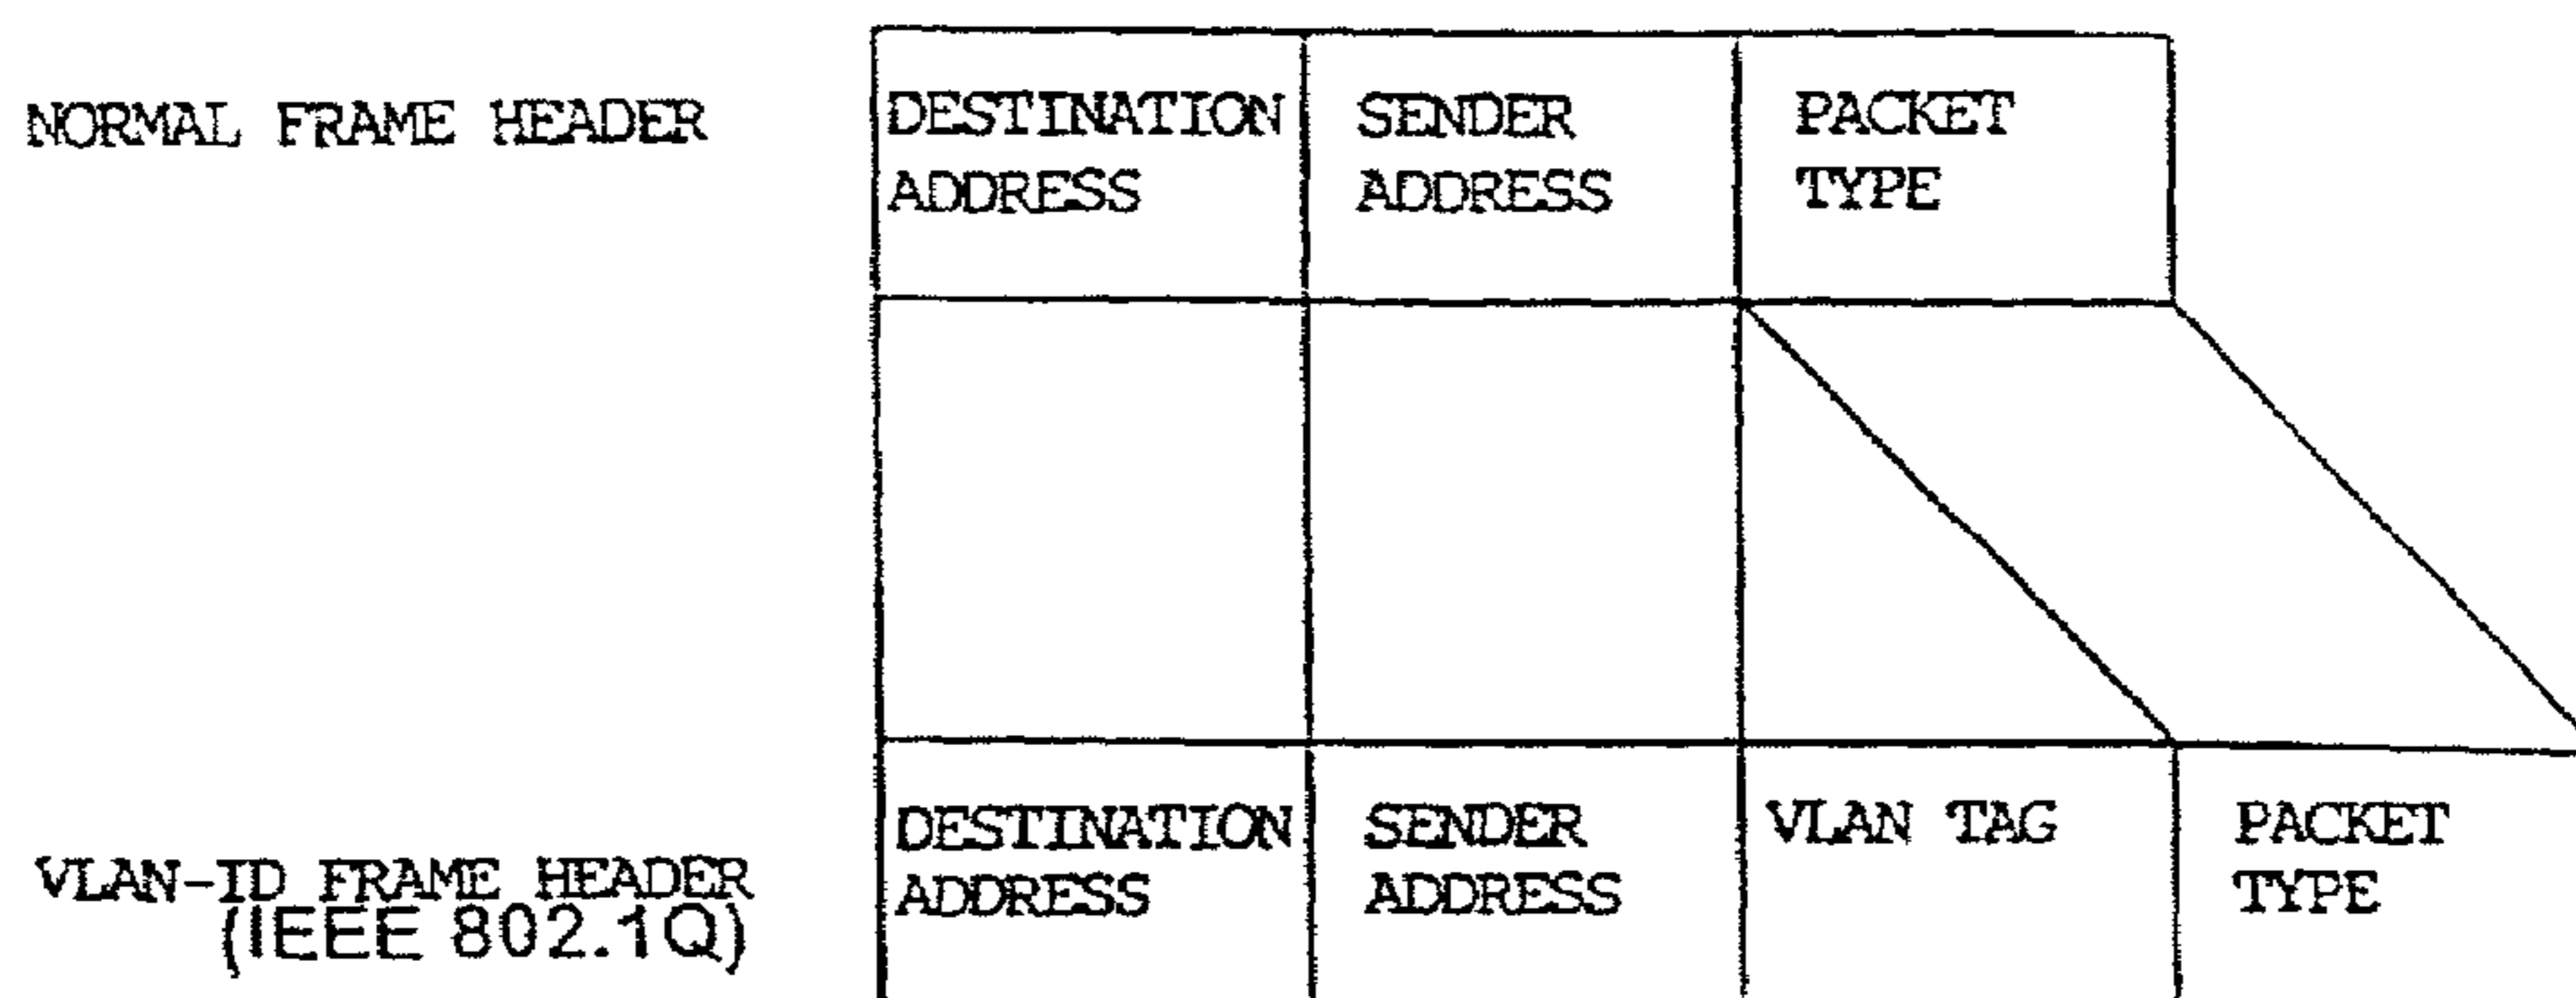 NORMAL FRAME HEADER
DESTINATION
ADDRESS
SENDER
ADDRESS
PACKET
TYPE
VLAN-ID FRAME HEADER
(IEEE 802.1Q)
DESTINATION
ADDRESS
SENDER
ADDRESS
VLAN TAG
PACKET
TYPE